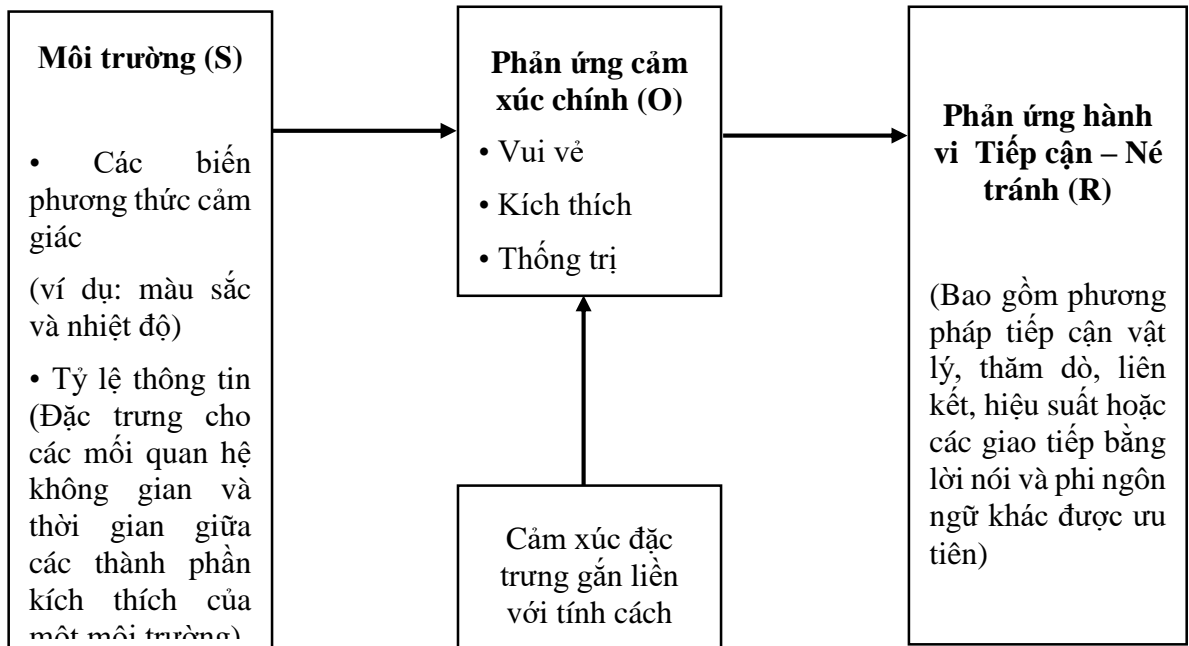 Môi trường (S)
• Các biến
phương thức cảm
giác
(ví dụ: màu sắc
và nhiệt độ)
• Tỷ lệ thông tin
(Đặc trưng cho
các mối quan hệ
không gian và
thời gian giữa
các thành phần
kích thích của
một môi trường)
Phản ứng cảm
xúc chính (O)
• Vui vẻ
• Kích thích
• Thống trị
Cảm xúc đặc
trưng gắn liền
với tính cách
Phản ứng hành
vi Tiếp cận – Né
tránh (R)
(Bao gồm phương
pháp tiếp cận vật
lý, thăm dò, liên
kết, hiệu suất hoặc
các giao tiếp bằng
lời nói và phi ngôn
ngữ khác được ưu
tiên)